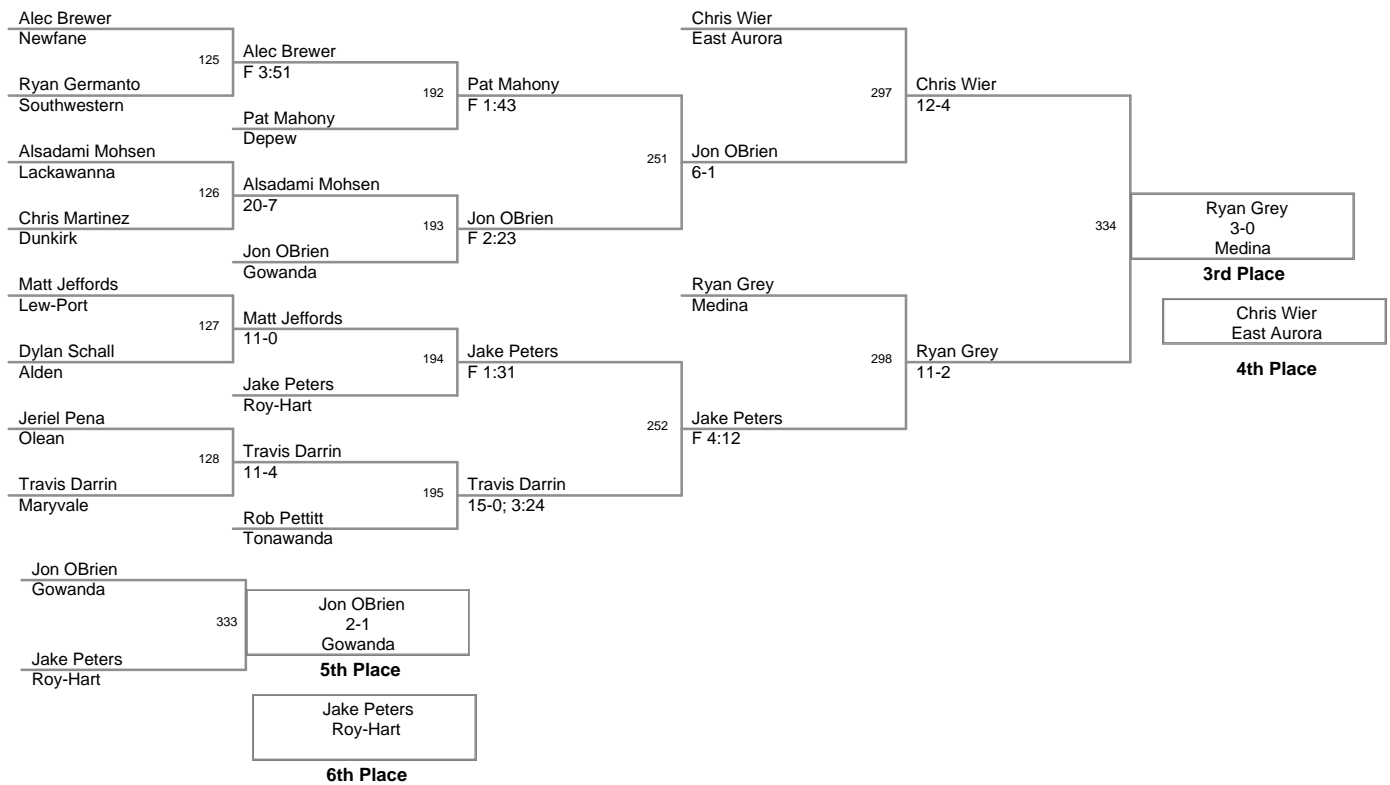 Alec Brewer
Newfane
125
Ryan Germanto
Southwestern
Alsadami Mohsen
Lackawanna
126
Chris Martinez
Dunkirk
Matt Jeffords
Lew-Port
127
Dylan Schall
Alden
Jeriel Pena
Olean
128
Travis Darrin
Maryvale
Alec Brewer
F 3:51
192
Pat Mahony
Depew
Alsadami Mohsen
20-7
193
Jon OBrien
Gowanda
Matt Jeffords
11-0
194
Jake Peters
Roy-Hart
Travis Darrin
11-4
195
Rob Pettitt
Tonawanda
Pat Mahony
F 1:43
251
Jon OBrien
F 2:23
Jake Peters
F 1:31
252
Travis Darrin
15-0; 3:24
Chris Wier
East Aurora
297
Jon OBrien
6-1
Ryan Grey
Medina
298
Jake Peters
F 4:12
Chris Wier
12-4
334
Ryan Grey
11-2
Ryan Grey
3-0
Medina
3rd Place
Chris Wier
East Aurora
4th Place
Jon OBrien
Gowanda
333
Jake Peters
Roy-Hart
Jon OBrien
2-1
Gowanda
5th Place
Jake Peters
Roy-Hart
6th Place